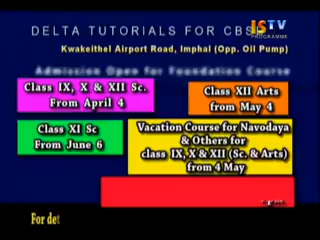 DELTA TUTORIALS FOR CBS
ISTV
PROGRAMME
Kwakeithel Airport Road, Imphal (Opp. Oil Pump)
Admission Open for Foundation Course
Class IX, X & XII Sc.
From April 4
Class XII Arts
from May 4
Class XI Sc
From June 6
Vacation Course for Navodaya
& Others for
class IX, X & XII (Sc. & Arts)
from 4 May
For det